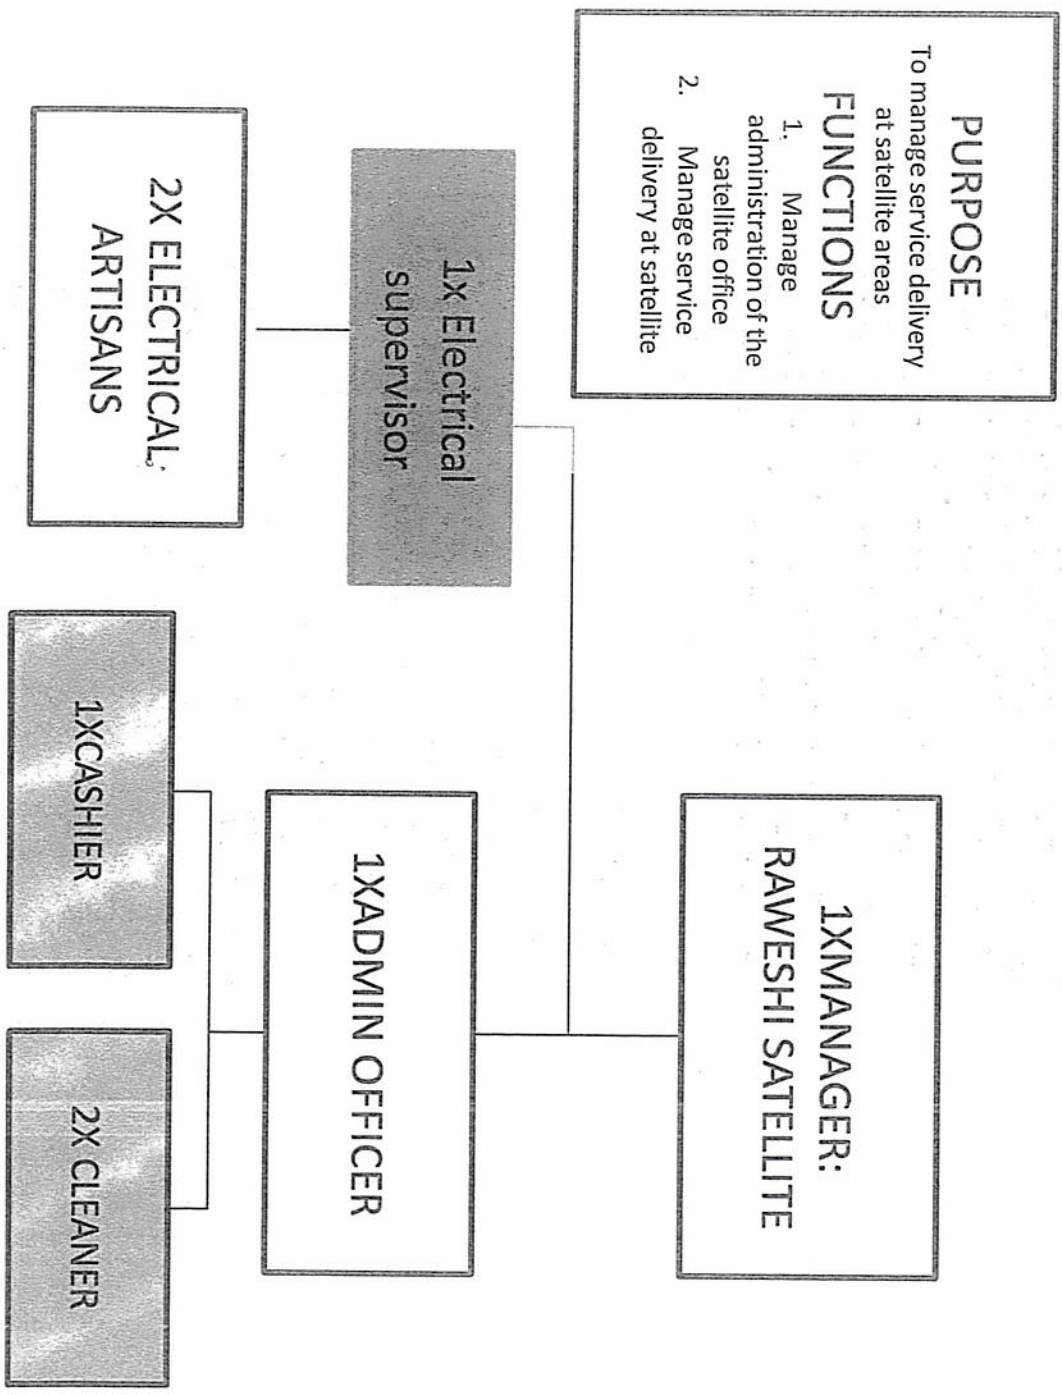 PURPOSE
To manage service delivery
at satellite areas
FUNCTIONS
1. Manage
administration of the
satellite office
2. Manage service
delivery at satellite
1XMANAGER:
RAWESHI SATELLITE
1x Electrical
supervisor
1XADMIN OFFICER
2X ELECTRICAL;
ARTISANS
1XCASHIER
2X CLEANER